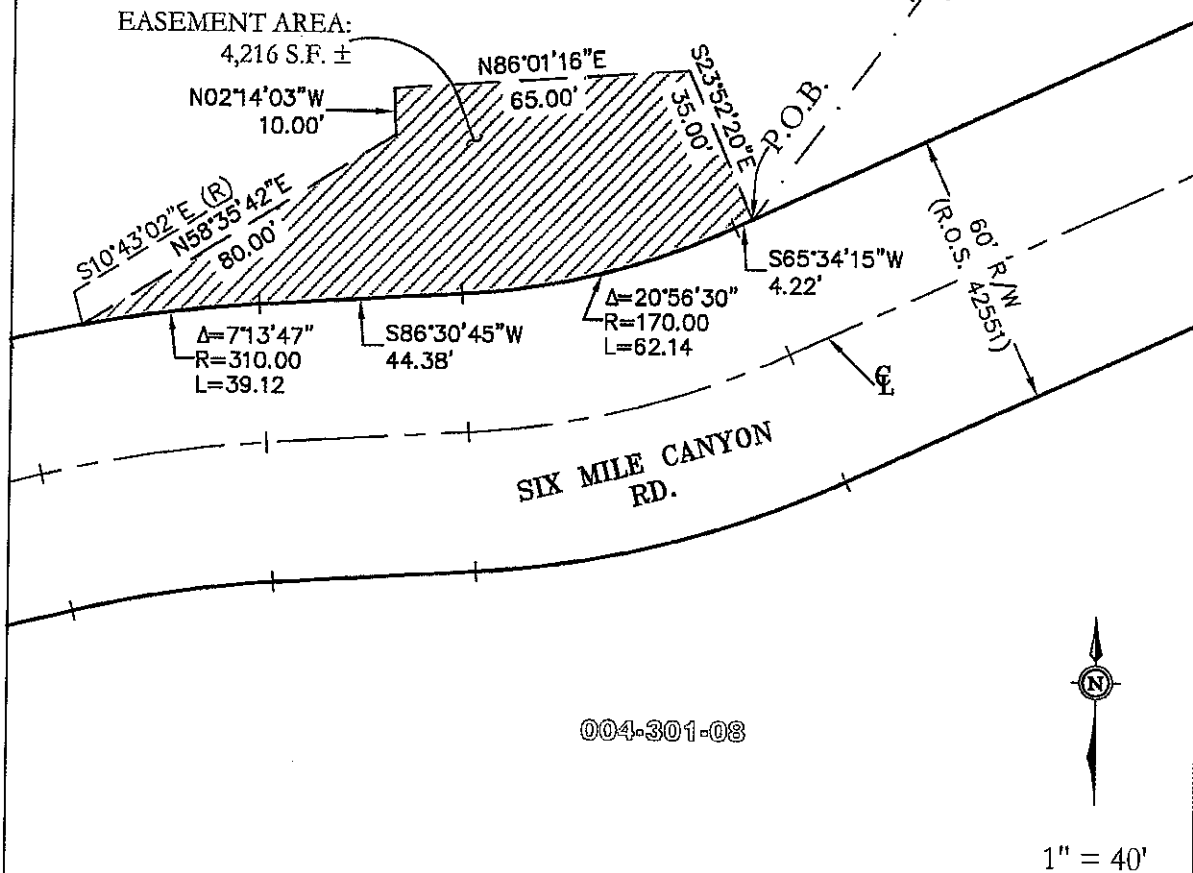 EASEMENT AREA:
4,216 S.F. ±
N86°01'16"E
65.00'
N02°14'03"W
10.00'
S23°52'20"E
35.00'
P.O.B.
S10°43'02"E (R)
N58°35'42"E
80.00'
S65°34'15"W
4.22'
Δ=20°56'30"
R=170.00
L=62.14
Δ=7°13'47"
R=310.00
L=39.12
S86°30'45"W
44.38'
60' R/W
(R.O.S. 42551)
℄
SIX MILE CANYON
RD.
N
004-301-08
1" = 40'